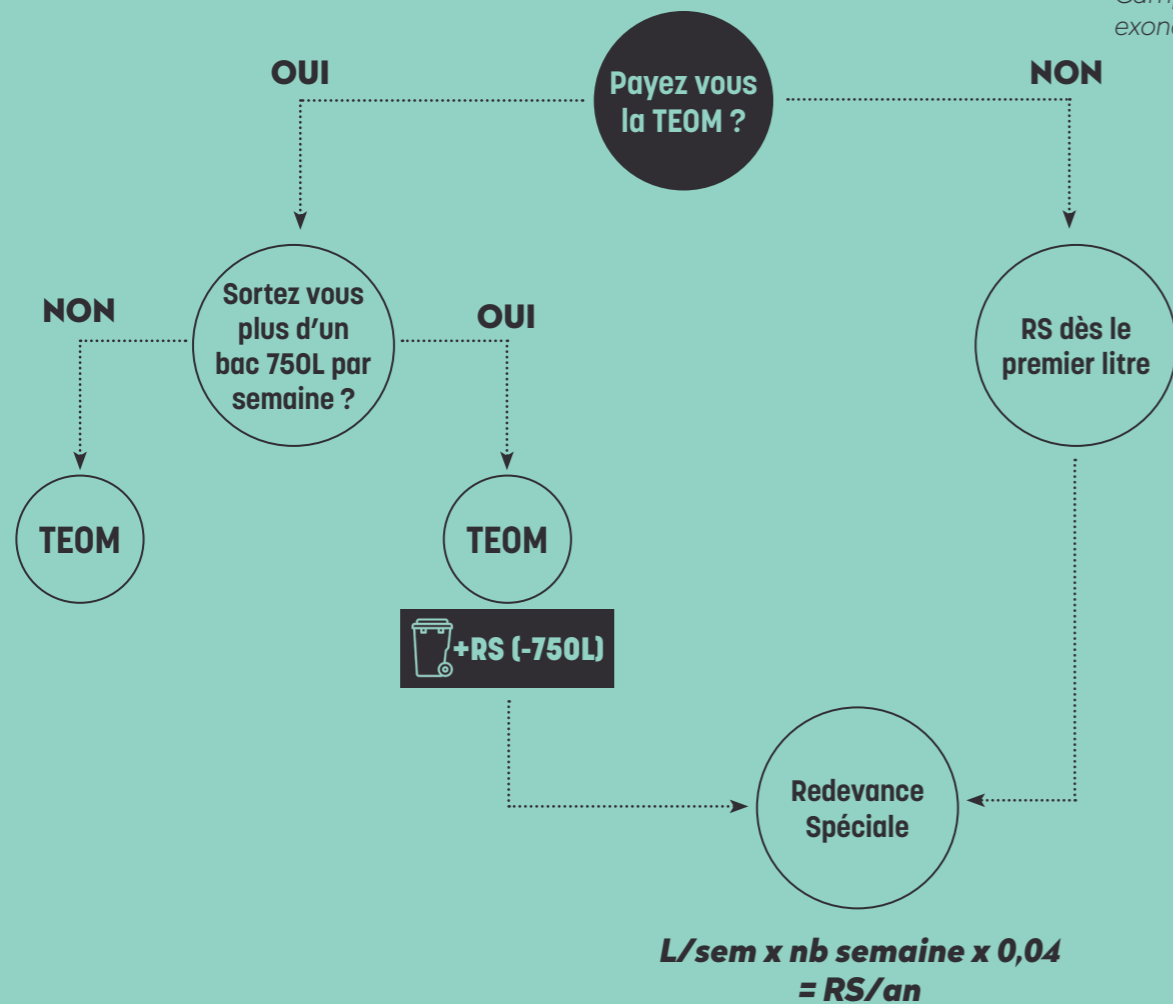 OUI
Payez vous
la TEOM ?
NON
NON
Sortez vous
plus d'un
bac 750L par
semaine ?
OUI
RS dès le
premier litre
TEOM
TEOM
+RS (-750L)
Redevance
Spéciale
L/sem x nb semaine x 0,04
= RS/an